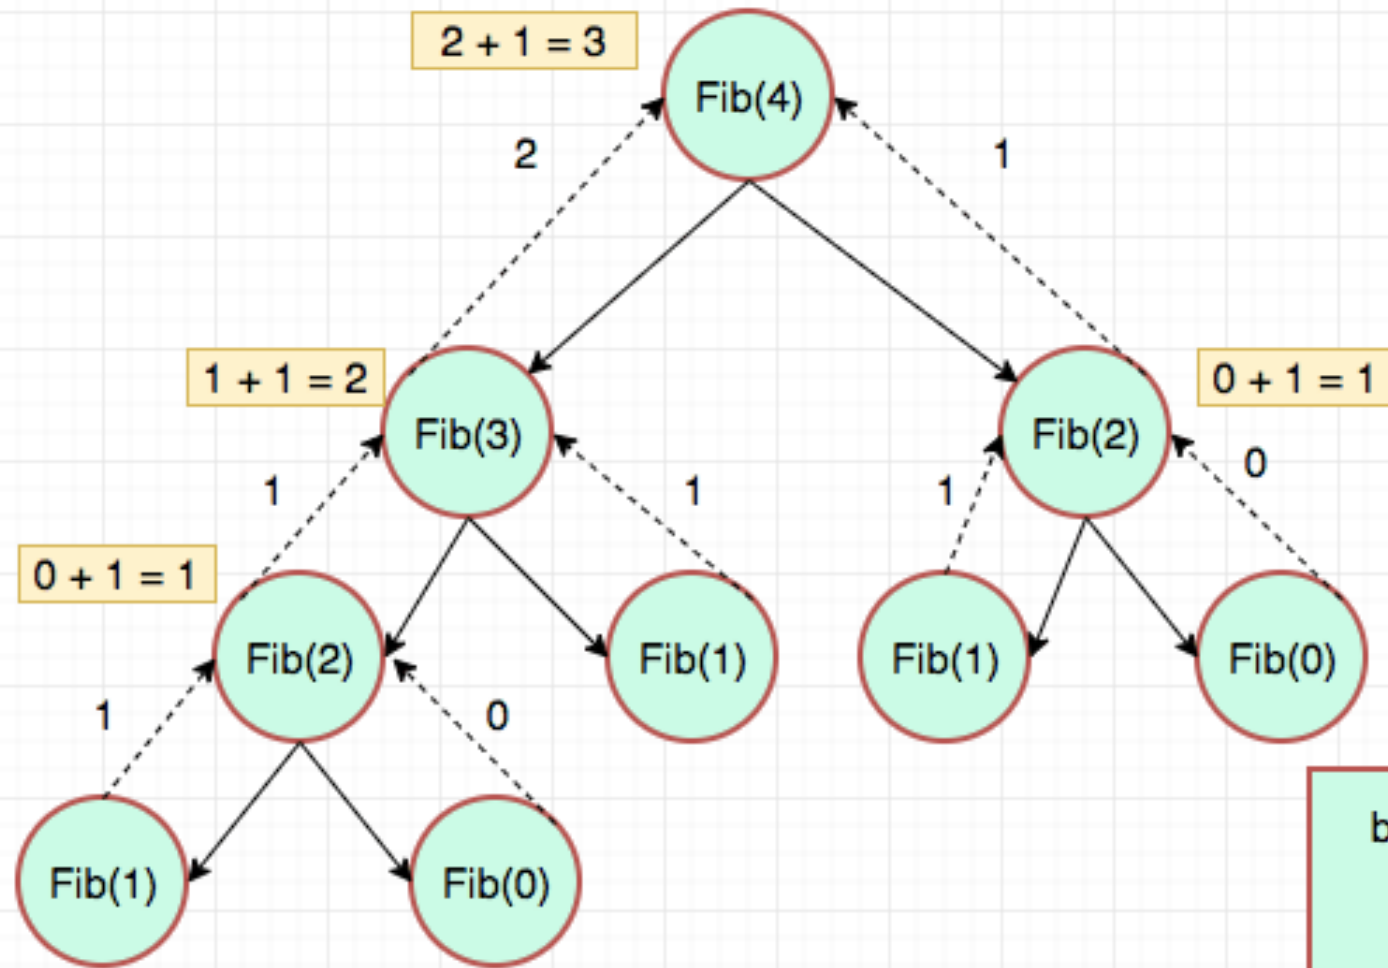 2 + 1 = 3
Fib(4)
2
1
1 + 1 = 2
Fib(3)
Fib(2)
0 + 1 = 1
1
1
1
0
0 + 1 = 1
Fib(2)
Fib(1)
Fib(1)
Fib(0)
1
0
Fib(1)
Fib(0)
b